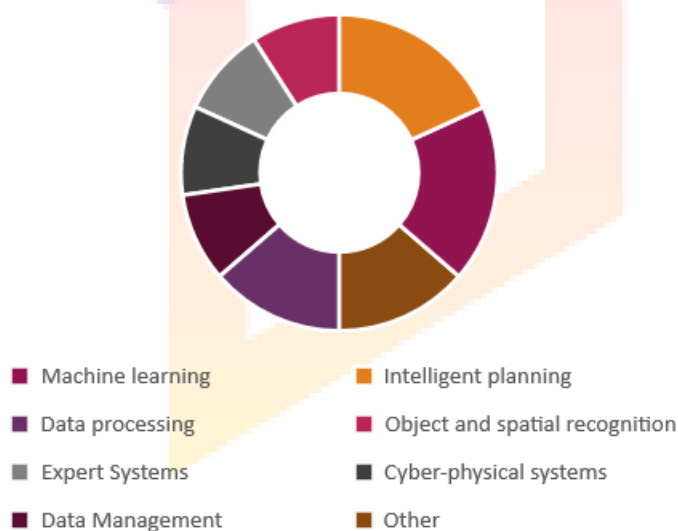 Machine learning
Intelligent planning
Data processing
Object and spatial recognition
Expert Systems
Cyber-physical systems
Data Management
Other